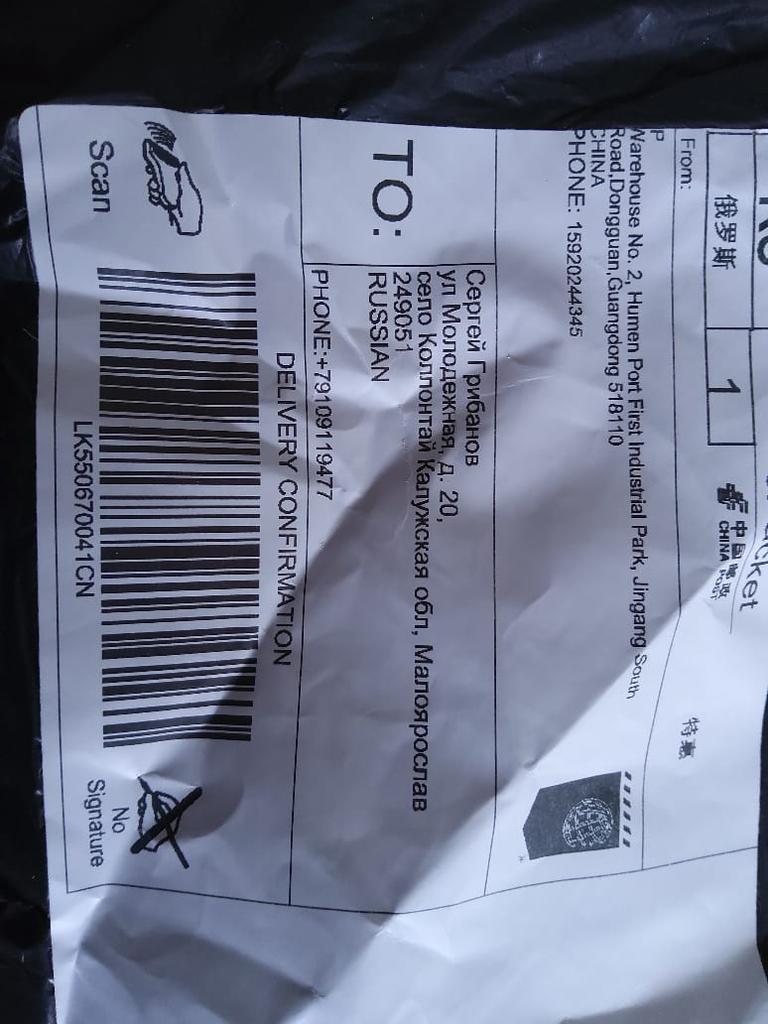 俄罗斯
1
中国邮政
CHINA POST
特惠
From:
Warehouse No. 2, Humen Port First Industrial Park, Jingang South
Road,Dongguan,Guangdong 518110
CHINA
PHONE: 15920244345
TO:
Сергей Грибанов
ул Молодежная, д. 20,
село Коллонтай Калужская обл, Малоярослав
249051
RUSSIAN
PHONE:+79109119477
DELIVERY CONFIRMATION
Scan
LK550670041CN
No
Signature